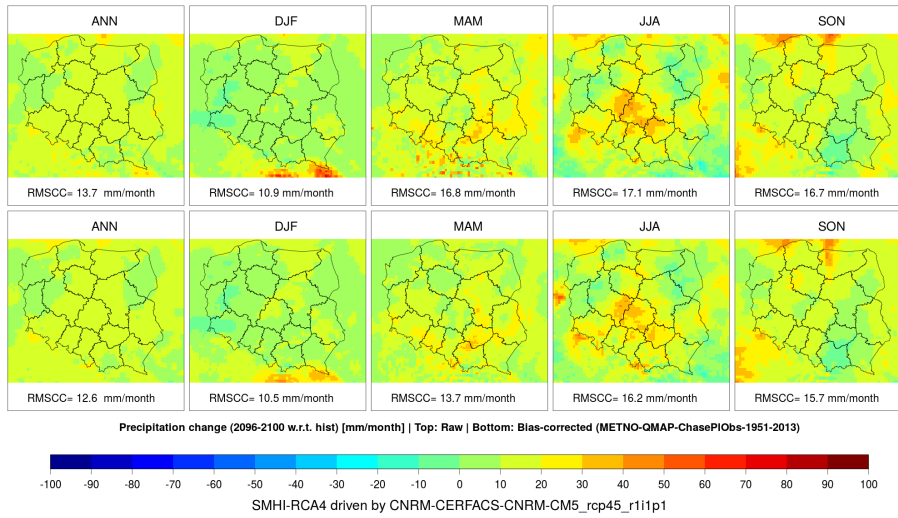 ANN DJF MAM JJA SON
RMSCC= 13.7 mm/month RMSCC= 10.9 mm/month RMSCC= 16.8 mm/month RMSCC= 17.1 mm/month RMSCC= 16.7 mm/month
ANN DJF MAM JJA SON
RMSCC= 12.6 mm/month RMSCC= 10.5 mm/month RMSCC= 13.7 mm/month RMSCC= 16.2 mm/month RMSCC= 15.7 mm/month
Precipitation change (2096-2100 w.r.t. hist) [mm/month] | Top: Raw | Bottom: Bias-corrected (METNO-QMAP-ChasePlObs-1951-2013)
-100 -90 -80 -70 -60 -50 -40 -30 -20 -10 0 10 20 30 40 50 60 70 80 90 100
SMHI-RCA4 driven by CNRM-CERFACS-CNRM-CM5_rcp45_r1i1p1